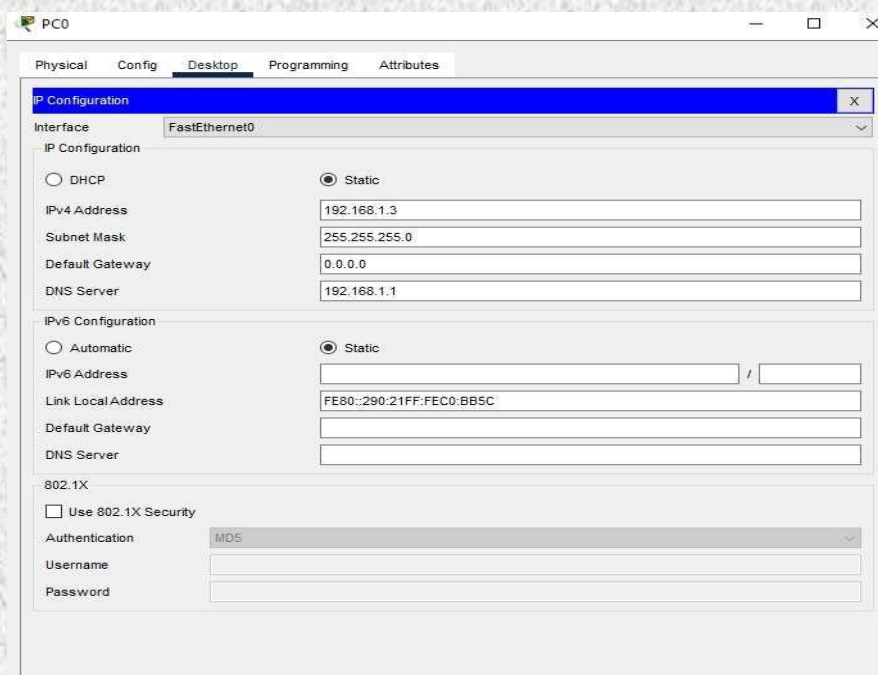 PC0
Physical Config Desktop Programming Attributes
IP Configuration X
Interface FastEthernet0
IP Configuration
DHCP Static
IPv4 Address 192.168.1.3
Subnet Mask 255.255.255.0
Default Gateway 0.0.0.0
DNS Server 192.168.1.1
IPv6 Configuration
Automatic Static
IPv6 Address /
Link Local Address FE80::290:21FF:FEC0:BB5C
Default Gateway
DNS Server
802.1X
Use 802.1X Security
Authentication MD5
Username
Password